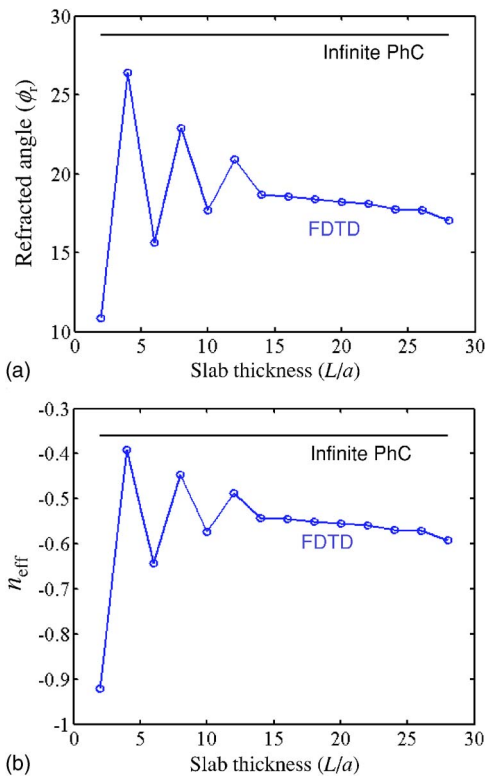 30
Infinite PhC
25
Refracted angle (ϕr)
20
FDTD
15
10
0 5 10 15 20 25 30
(a) Slab thickness (L/a)
-0.3
Infinite PhC
-0.4
-0.5
FDTD
-0.6
neff
-0.7
-0.8
-0.9
-1
0 5 10 15 20 25 30
(b) Slab thickness (L/a)